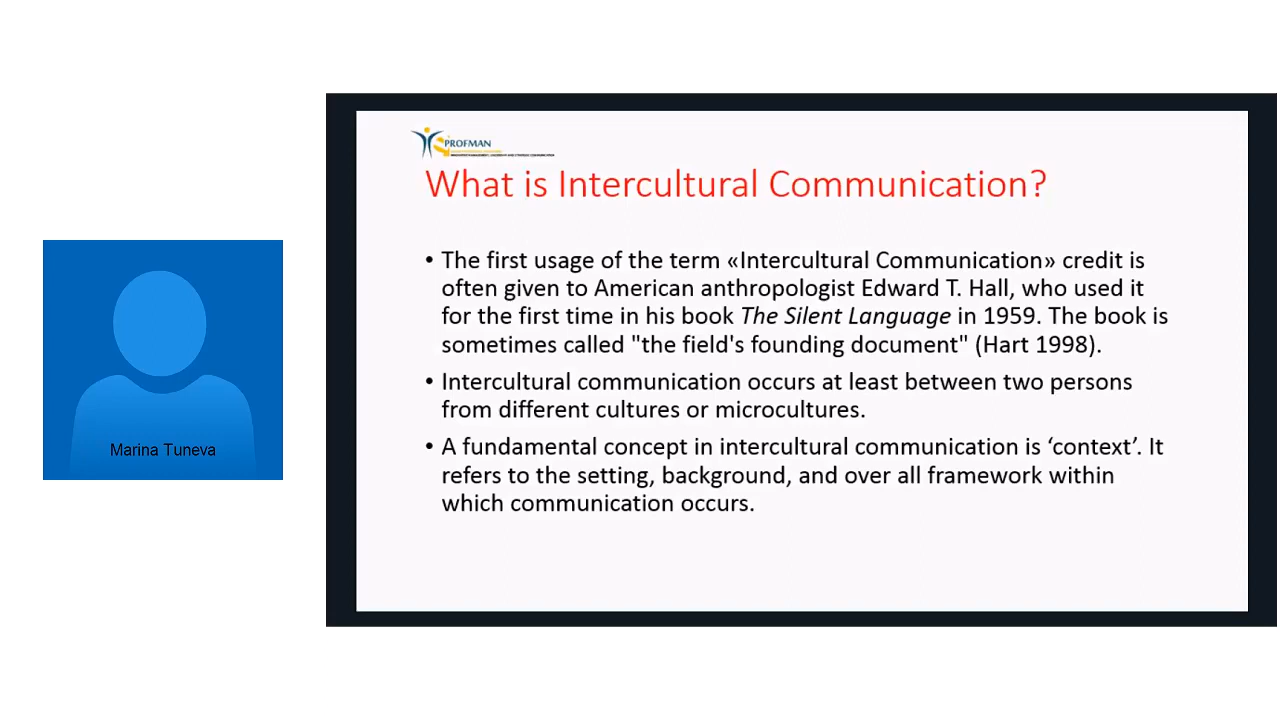 PROFMAN
What is Intercultural Communication?
• The first usage of the term «Intercultural Communication» credit is
often given to American anthropologist Edward T. Hall, who used it
for the first time in his book The Silent Language in 1959. The book is
sometimes called "the field's founding document" (Hart 1998).
• Intercultural communication occurs at least between two persons
from different cultures or microcultures.
• A fundamental concept in intercultural communication is ‘context’. It
refers to the setting, background, and over all framework within
which communication occurs.
Marina Tuneva